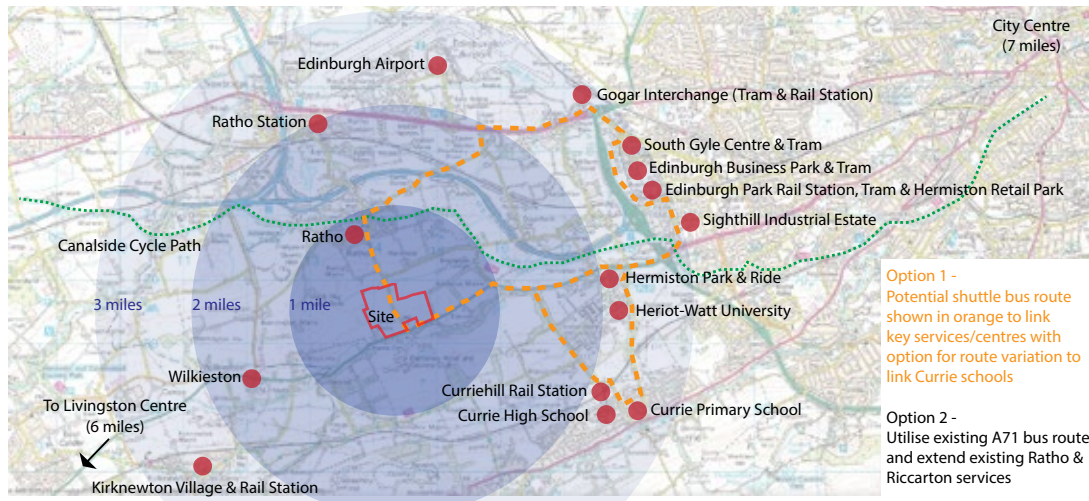 City Centre
(7 miles)
Edinburgh Airport
Gogar Interchange (Tram & Rail Station)
Ratho Station
South Gyle Centre & Tram
Edinburgh Business Park & Tram
Edinburgh Park Rail Station, Tram & Hermiston Retail Park
Sighthill Industrial Estate
Ratho
Canalside Cycle Path
Hermiston Park & Ride
3 miles
2 miles
1 mile
Site
Heriot-Watt University
Option 1 -
Potential shuttle bus route
shown in orange to link
key services/centres with
option for route variation to
link Currie schools
Wilkieston
Curriehill Rail Station
Currie High School
Currie Primary School
To Livingston Centre
(6 miles)
Option 2 -
Utilise existing A71 bus route
and extend existing Ratho &
Riccarton services
Kirknewton Village & Rail Station